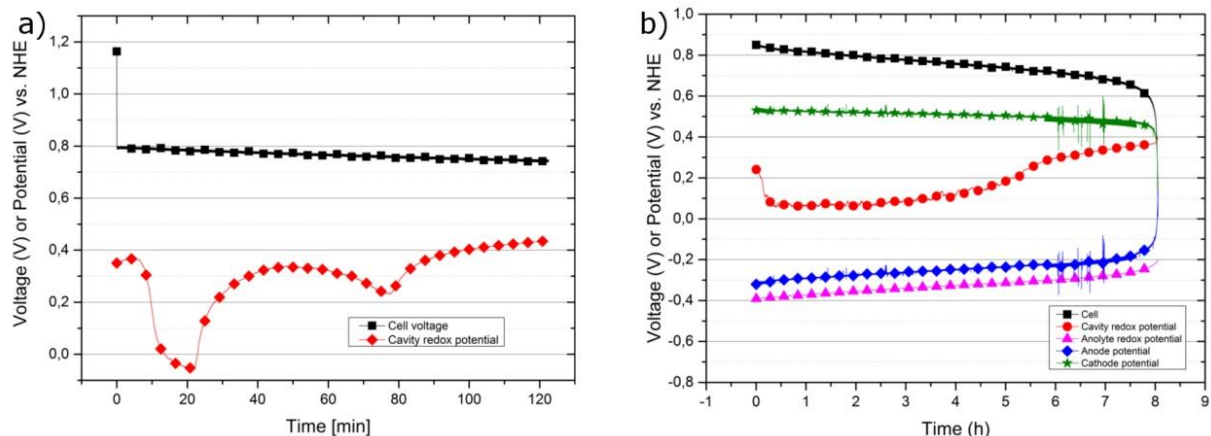 a)
Voltage (V) or Potential (V) vs. NHE
1,2
1,0
0,8
0,6
0,4
0,2
0,0
Cell voltage
Cavity redox potential
0 20 40 60 80 100 120
Time [min]
b)
Voltage (V) or Potential (V) vs. NHE
1,0
0,8
0,6
0,4
0,2
0,0
-0,2
-0,4
-0,6
-0,8
Cell
Cavity redox potential
Anolyte redox potential
Anode potential
Cathode potential
-1 0 1 2 3 4 5 6 7 8 9
Time (h)